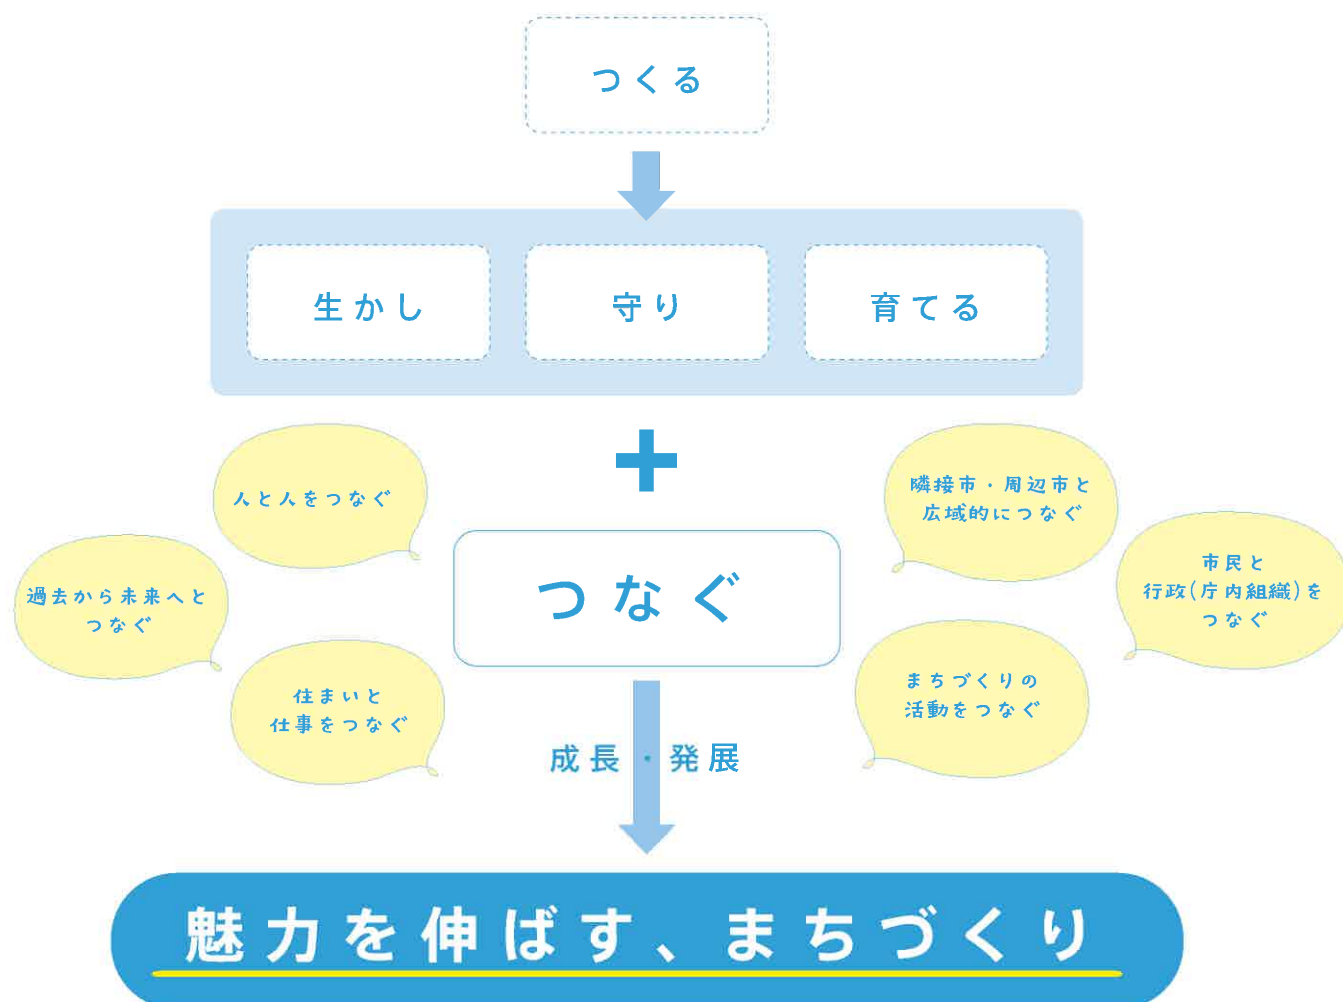 つくる
生かし
守り
育てる
+
人と人をつなぐ
隣接市・周辺市と
広域的につなぐ
過去から未来へと
つなぐ
つなぐ
市民と
行政(庁内組織)を
つなぐ
住まいと
仕事をつなぐ
まちづくりの
活動をつなぐ
成長・発展
魅力を伸ばす、まちづくり